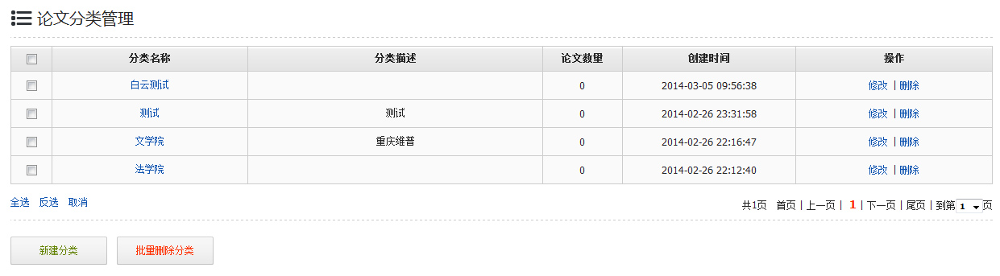 论文分类管理
分类名称 分类描述 论文数量 创建时间 操作
白云测试 0 2014-03-05 09:56:38 修改 | 删除
测试 测试 0 2014-02-26 23:31:58 修改 | 删除
文学院 重庆维普 0 2014-02-26 22:16:47 修改 | 删除
法学院 0 2014-02-26 22:12:40 修改 | 删除
全选 反选 取消 共1页 首页 | 上一页 | 1 | 下一页 | 尾页 | 到第 1 页
新建分类 批量删除分类